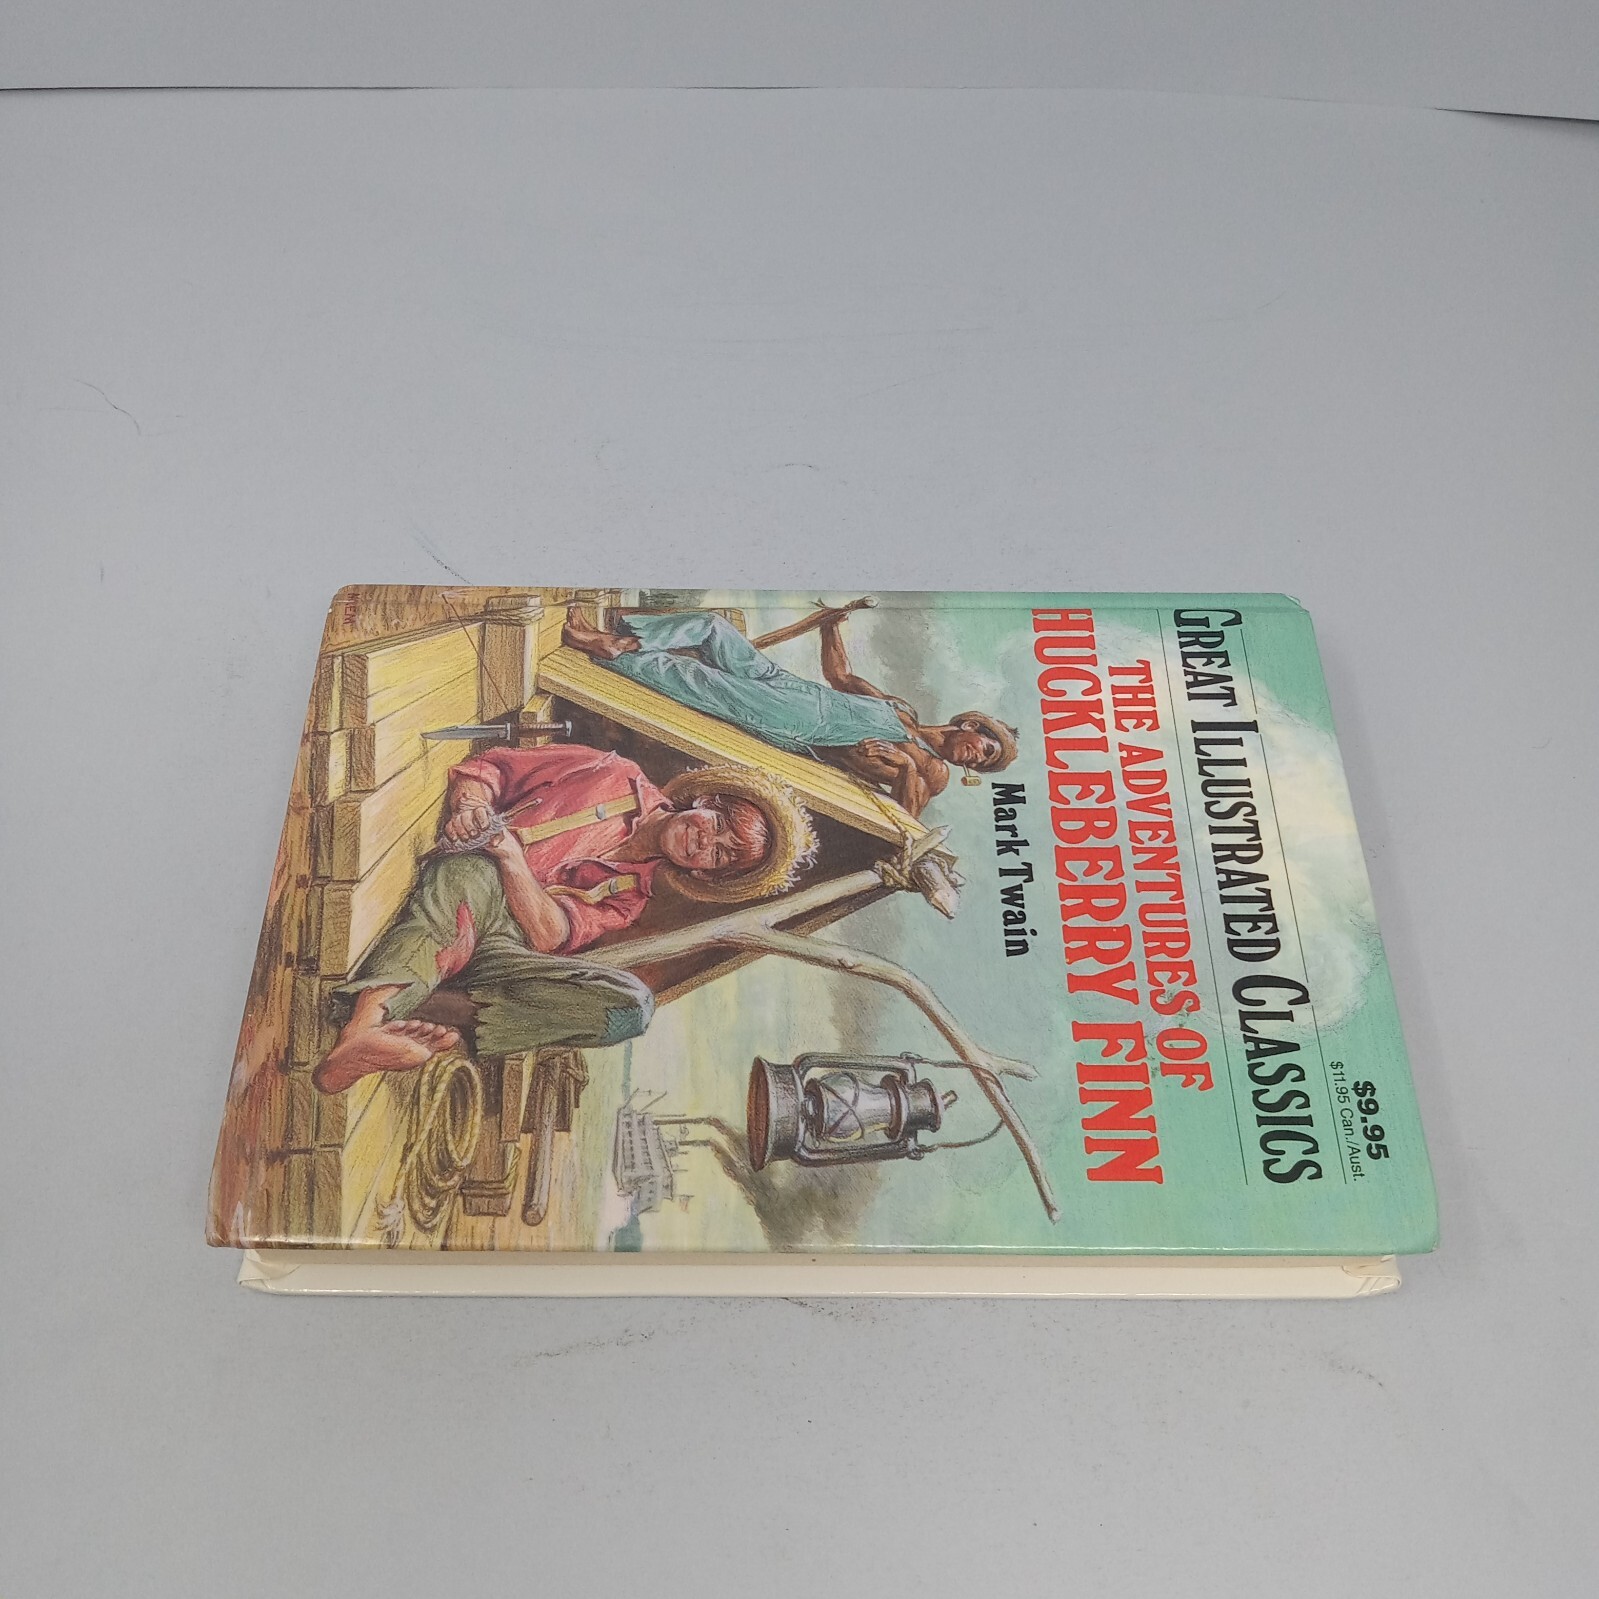 $9.95
$11.95 Can./Aust.
GREAT ILLUSTRATED CLASSICS
THE ADVENTURES OF
HUCKLEBERRY FINN
Mark Twain